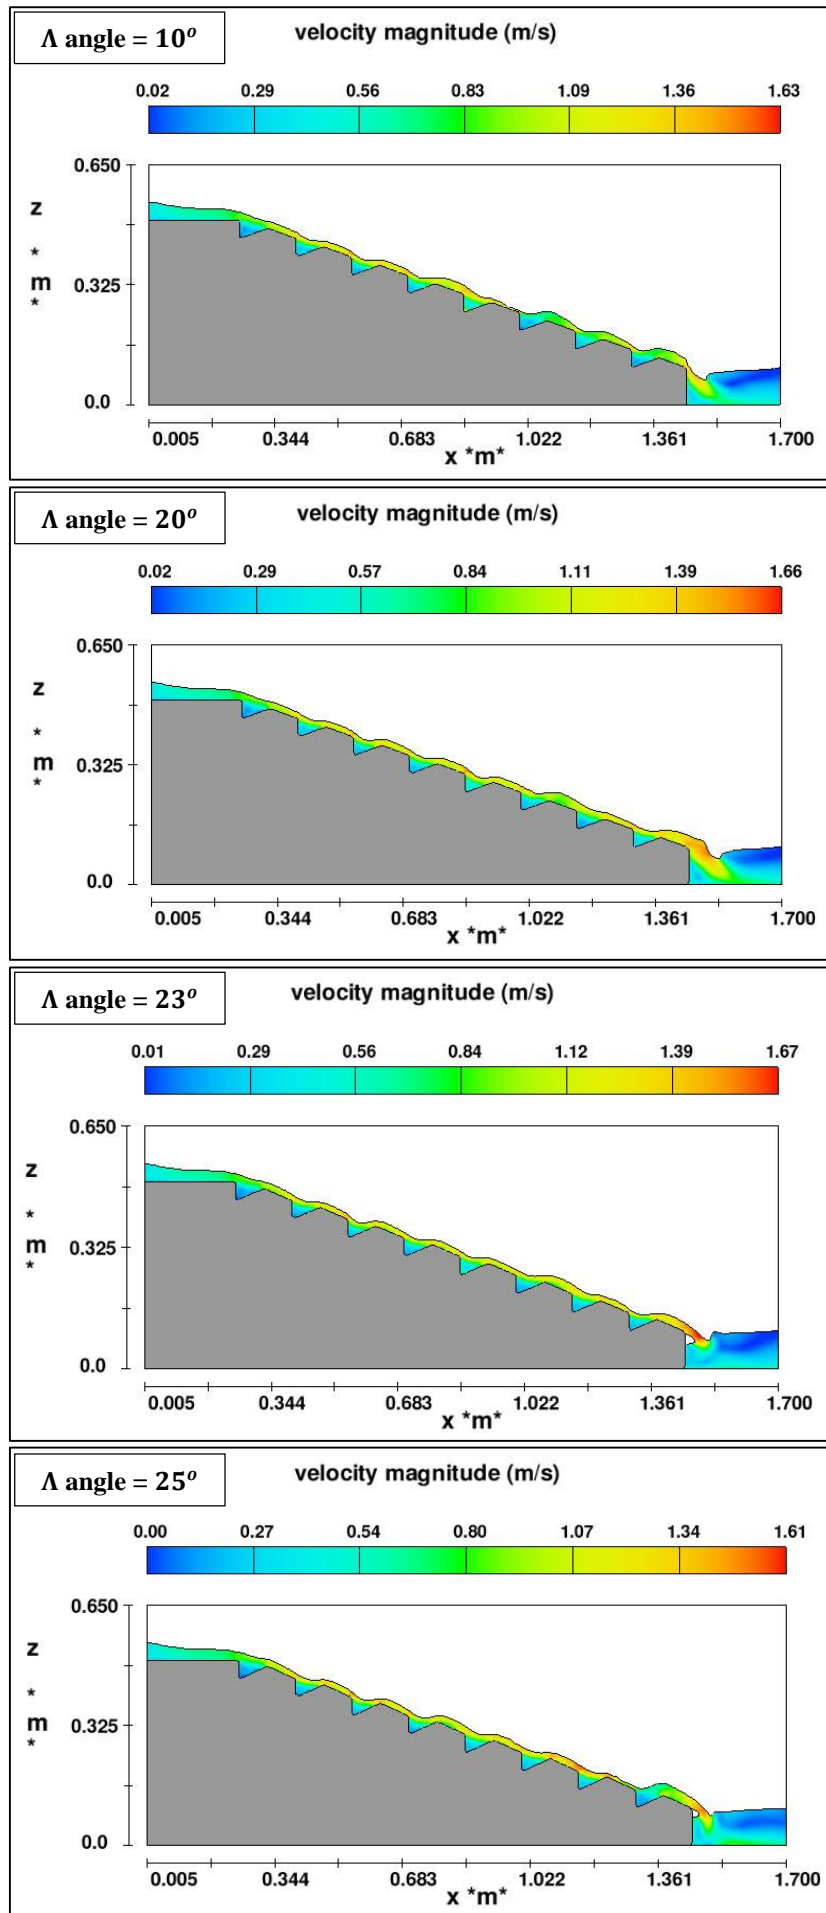 Λ angle = 10°
velocity magnitude (m/s)
0.02 0.29 0.56 0.83 1.09 1.36 1.63
0.650
z
*
m 0.325
*
0.0
0.005 0.344 0.683 1.022 1.361 1.700
x *m*
Λ angle = 20°
velocity magnitude (m/s)
0.02 0.29 0.57 0.84 1.11 1.39 1.66
0.650
z
*
m 0.325
*
0.0
0.005 0.344 0.683 1.022 1.361 1.700
x *m*
Λ angle = 23°
velocity magnitude (m/s)
0.01 0.29 0.56 0.84 1.12 1.39 1.67
0.650
z
*
m 0.325
*
0.0
0.005 0.344 0.683 1.022 1.361 1.700
x *m*
Λ angle = 25°
velocity magnitude (m/s)
0.00 0.27 0.54 0.80 1.07 1.34 1.61
0.650
z
*
m 0.325
*
0.0
0.005 0.344 0.683 1.022 1.361 1.700
x *m*